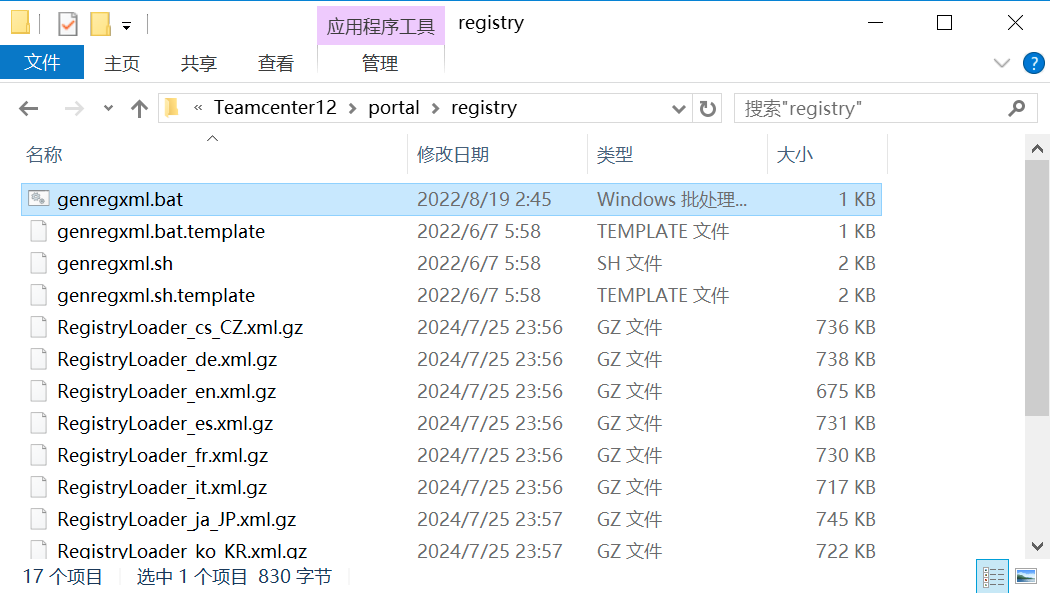 应用程序工具 registry
文件 主页 共享 查看 管理
« Teamcenter12 › portal › registry 搜索"registry"
名称 修改日期 类型 大小
genregxml.bat 2022/8/19 2:45 Windows 批处理... 1 KB
genregxml.bat.template 2022/6/7 5:58 TEMPLATE 文件 1 KB
genregxml.sh 2022/6/7 5:58 SH 文件 2 KB
genregxml.sh.template 2022/6/7 5:58 TEMPLATE 文件 2 KB
RegistryLoader_cs_CZ.xml.gz 2024/7/25 23:56 GZ 文件 736 KB
RegistryLoader_de.xml.gz 2024/7/25 23:56 GZ 文件 738 KB
RegistryLoader_en.xml.gz 2024/7/25 23:56 GZ 文件 675 KB
RegistryLoader_es.xml.gz 2024/7/25 23:56 GZ 文件 731 KB
RegistryLoader_fr.xml.gz 2024/7/25 23:56 GZ 文件 730 KB
RegistryLoader_it.xml.gz 2024/7/25 23:56 GZ 文件 717 KB
RegistryLoader_ja_JP.xml.gz 2024/7/25 23:57 GZ 文件 745 KB
RegistryLoader_ko_KR.xml.gz 2024/7/25 23:57 GZ 文件 722 KB
17 个项目 选中 1 个项目 830 字节